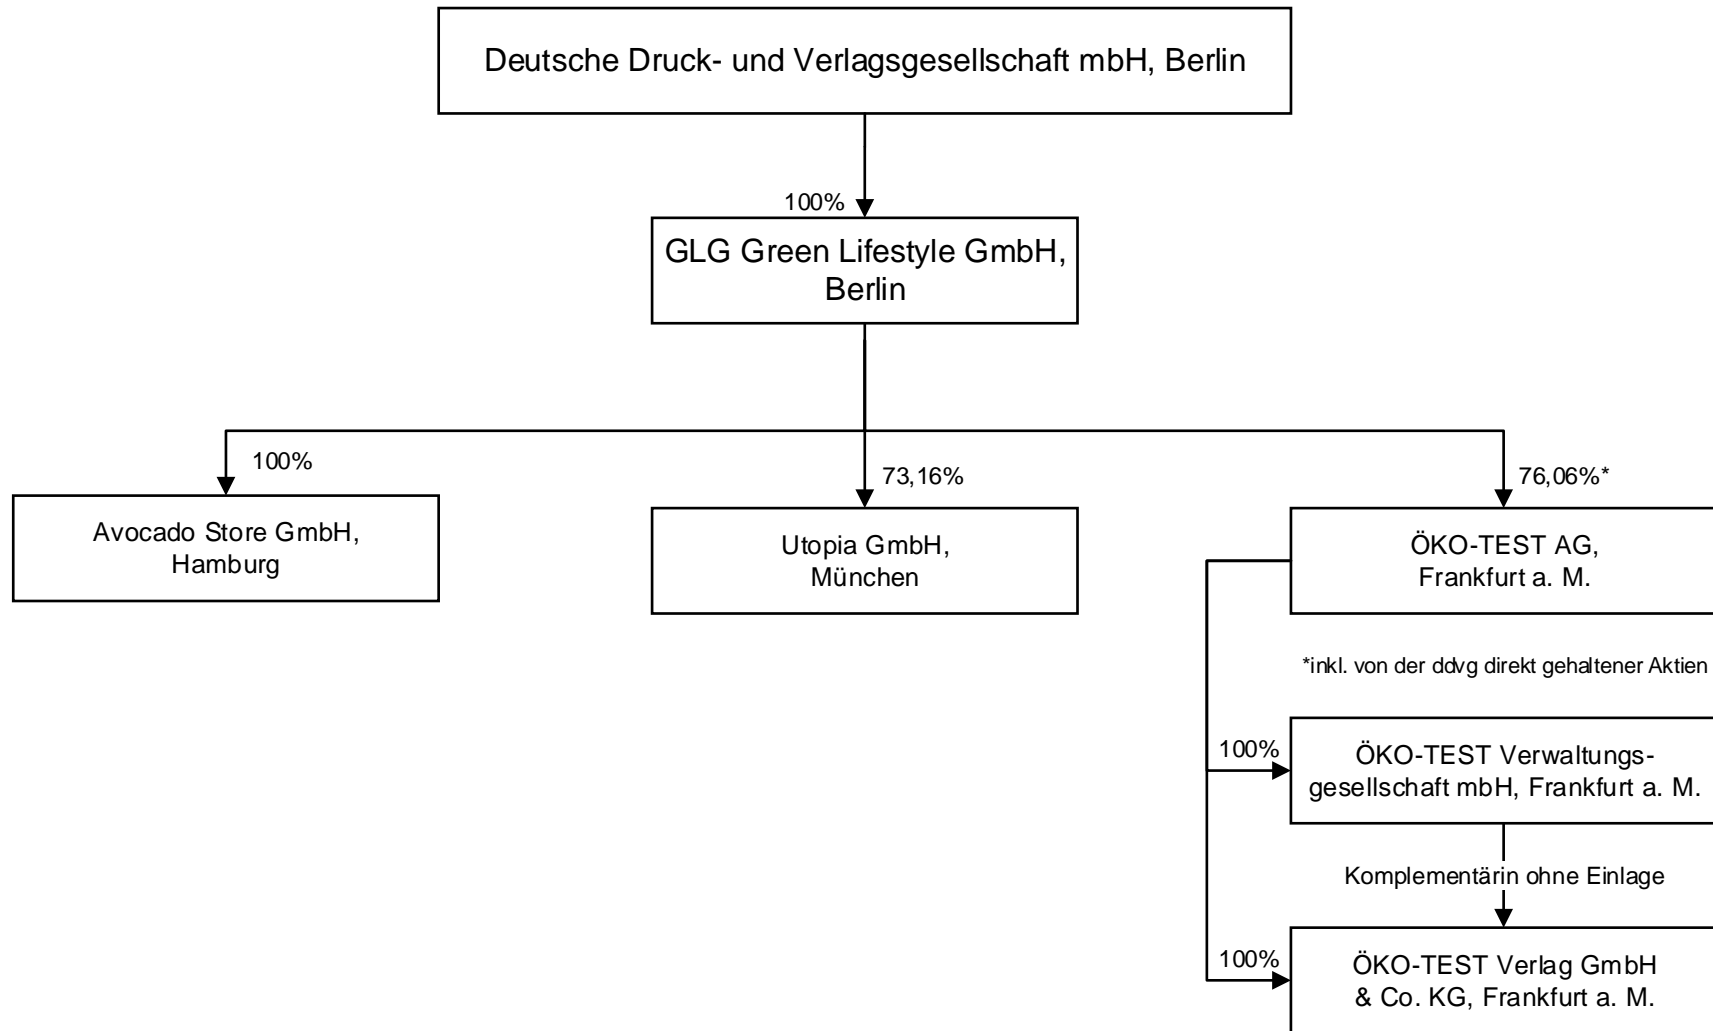 Deutsche Druck- und Verlagsgesellschaft mbH, Berlin
100%
GLG Green Lifestyle GmbH,
Berlin
100%
73,16%
76,06%*
Avocado Store GmbH,
Hamburg
Utopia GmbH,
München
ÖKO-TEST AG,
Frankfurt a. M.
*inkl. von der ddvg direkt gehaltener Aktien
100%
ÖKO-TEST Verwaltungs-
gesellschaft mbH, Frankfurt a. M.
Komplementärin ohne Einlage
100%
ÖKO-TEST Verlag GmbH
& Co. KG, Frankfurt a. M.